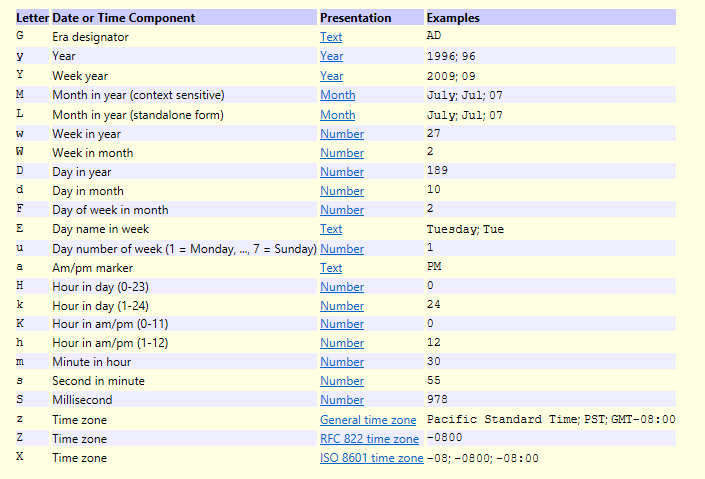 Letter Date or Time Component Presentation Examples
G Era designator Text AD
y Year Year 1996; 96
Y Week year Year 2009; 09
M Month in year (context sensitive) Month July; Jul; 07
L Month in year (standalone form) Month July; Jul; 07
w Week in year Number 27
W Week in month Number 2
D Day in year Number 189
d Day in month Number 10
F Day of week in month Number 2
E Day name in week Text Tuesday; Tue
u Day number of week (1 = Monday, ..., 7 = Sunday) Number 1
a Am/pm marker Text PM
H Hour in day (0-23) Number 0
k Hour in day (1-24) Number 24
K Hour in am/pm (0-11) Number 0
h Hour in am/pm (1-12) Number 12
m Minute in hour Number 30
s Second in minute Number 55
S Millisecond Number 978
z Time zone General time zone Pacific Standard Time; PST; GMT-08:00
Z Time zone RFC 822 time zone -0800
X Time zone ISO 8601 time zone -08; -0800; -08:00